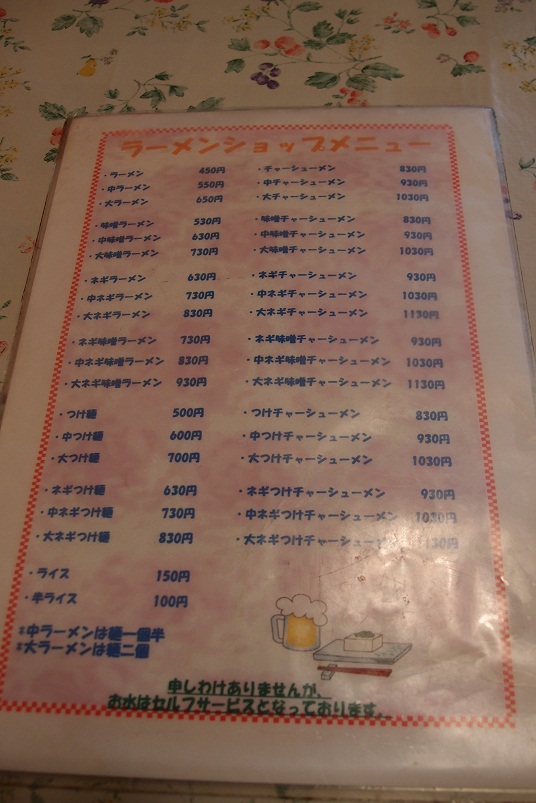 ラーメンショップメニュー
・ラーメン 450円 ・チャーシューメン 830円
・中ラーメン 550円 ・中チャーシューメン 930円
・大ラーメン 650円 ・大チャーシューメン 1030円
・味噌ラーメン 530円 ・味噌チャーシューメン 830円
・中味噌ラーメン 630円 ・中味噌チャーシューメン 930円
・大味噌ラーメン 730円 ・大味噌チャーシューメン 1030円
・ネギラーメン 630円 ・ネギチャーシューメン 930円
・中ネギラーメン 730円 ・中ネギチャーシューメン 1030円
・大ネギラーメン 830円 ・大ネギチャーシューメン 1130円
・ネギ味噌ラーメン 730円 ・ネギ味噌チャーシューメン 930円
・中ネギ味噌ラーメン 830円 ・中ネギ味噌チャーシューメン 1030円
・大ネギ味噌ラーメン 930円 ・大ネギ味噌チャーシューメン 1130円
・つけ麺 500円 ・つけチャーシューメン 830円
・中つけ麺 600円 ・中つけチャーシューメン 930円
・大つけ麺 700円 ・大つけチャーシューメン 1030円
・ネギつけ麺 630円 ・ネギつけチャーシューメン 930円
・中ネギつけ麺 730円 ・中ネギつけチャーシューメン 1030円
・大ネギつけ麺 830円 ・大ネギつけチャーシューメン 1130円
・ライス 150円
・半ライス 100円
*中ラーメンは麺一個半
*大ラーメンは麺二個
申しわけありませんが、
お水はセルフサービスとなっております。